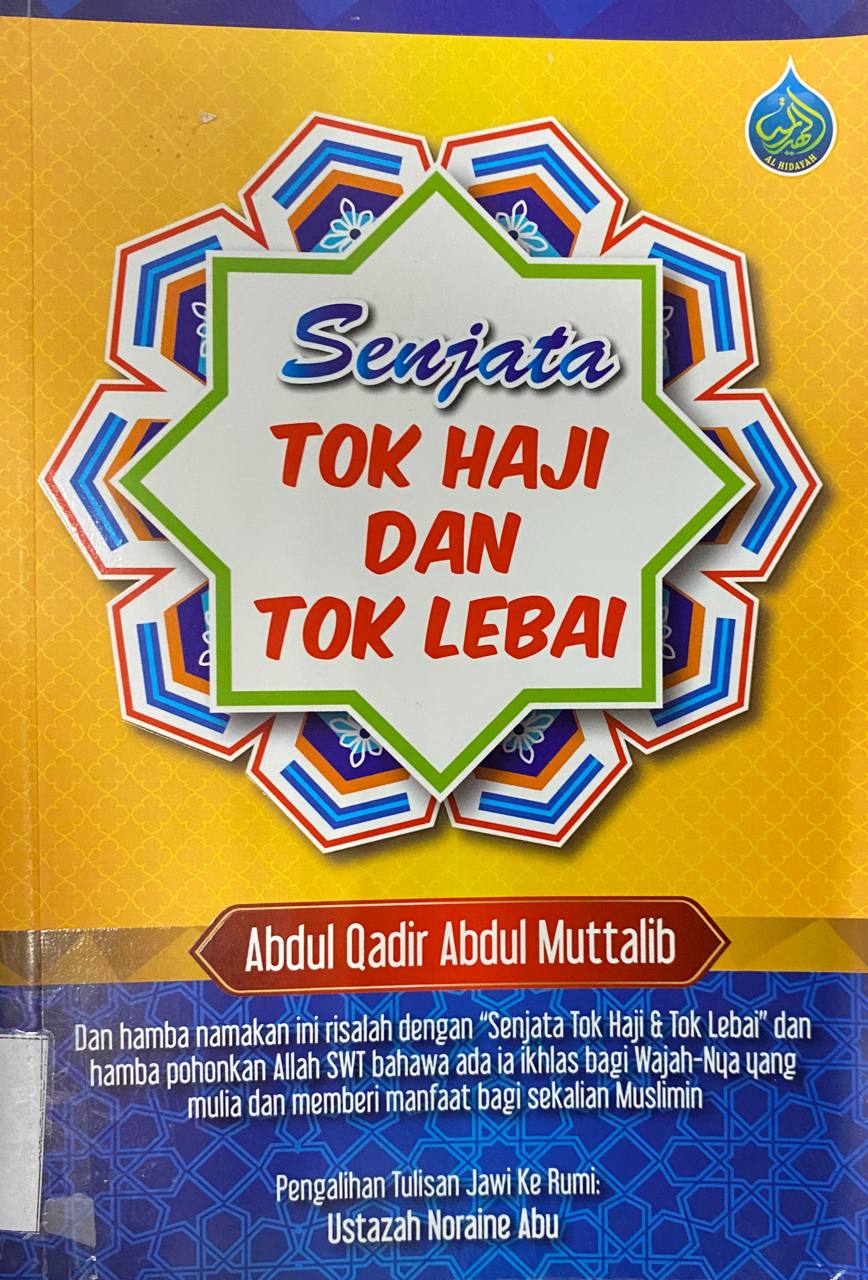 الهداية
AL HIDAYAH
Senjata
TOK HAJI
DAN
TOK LEBAI
Abdul Qadir Abdul Muttalib
Dan hamba namakan ini risalah dengan “Senjata Tok Haji & Tok Lebai” dan
hamba pohonkan Allah SWT bahawa ada ia ikhlas bagi Wajah-Nya yang
mulia dan memberi manfaat bagi sekalian Muslimin
Pengalihan Tulisan Jawi Ke Rumi:
Ustazah Noraine Abu